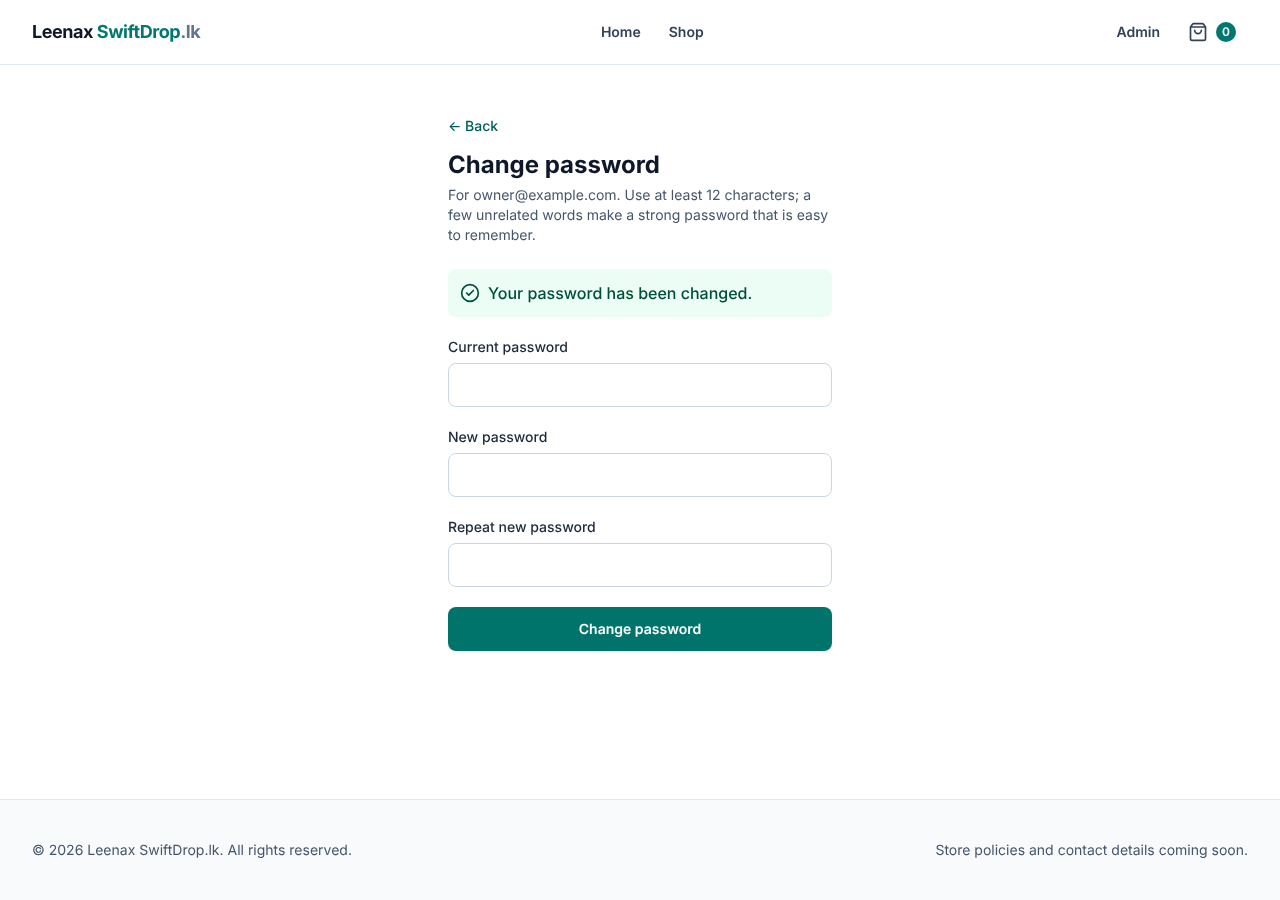 Leenax SwiftDrop.lk
Home
Shop
Admin
0
← Back
Change password
For owner@example.com. Use at least 12 characters; a
few unrelated words make a strong password that is easy
to remember.
Your password has been changed.
Current password
New password
Repeat new password
Change password
© 2026 Leenax SwiftDrop.lk. All rights reserved.
Store policies and contact details coming soon.